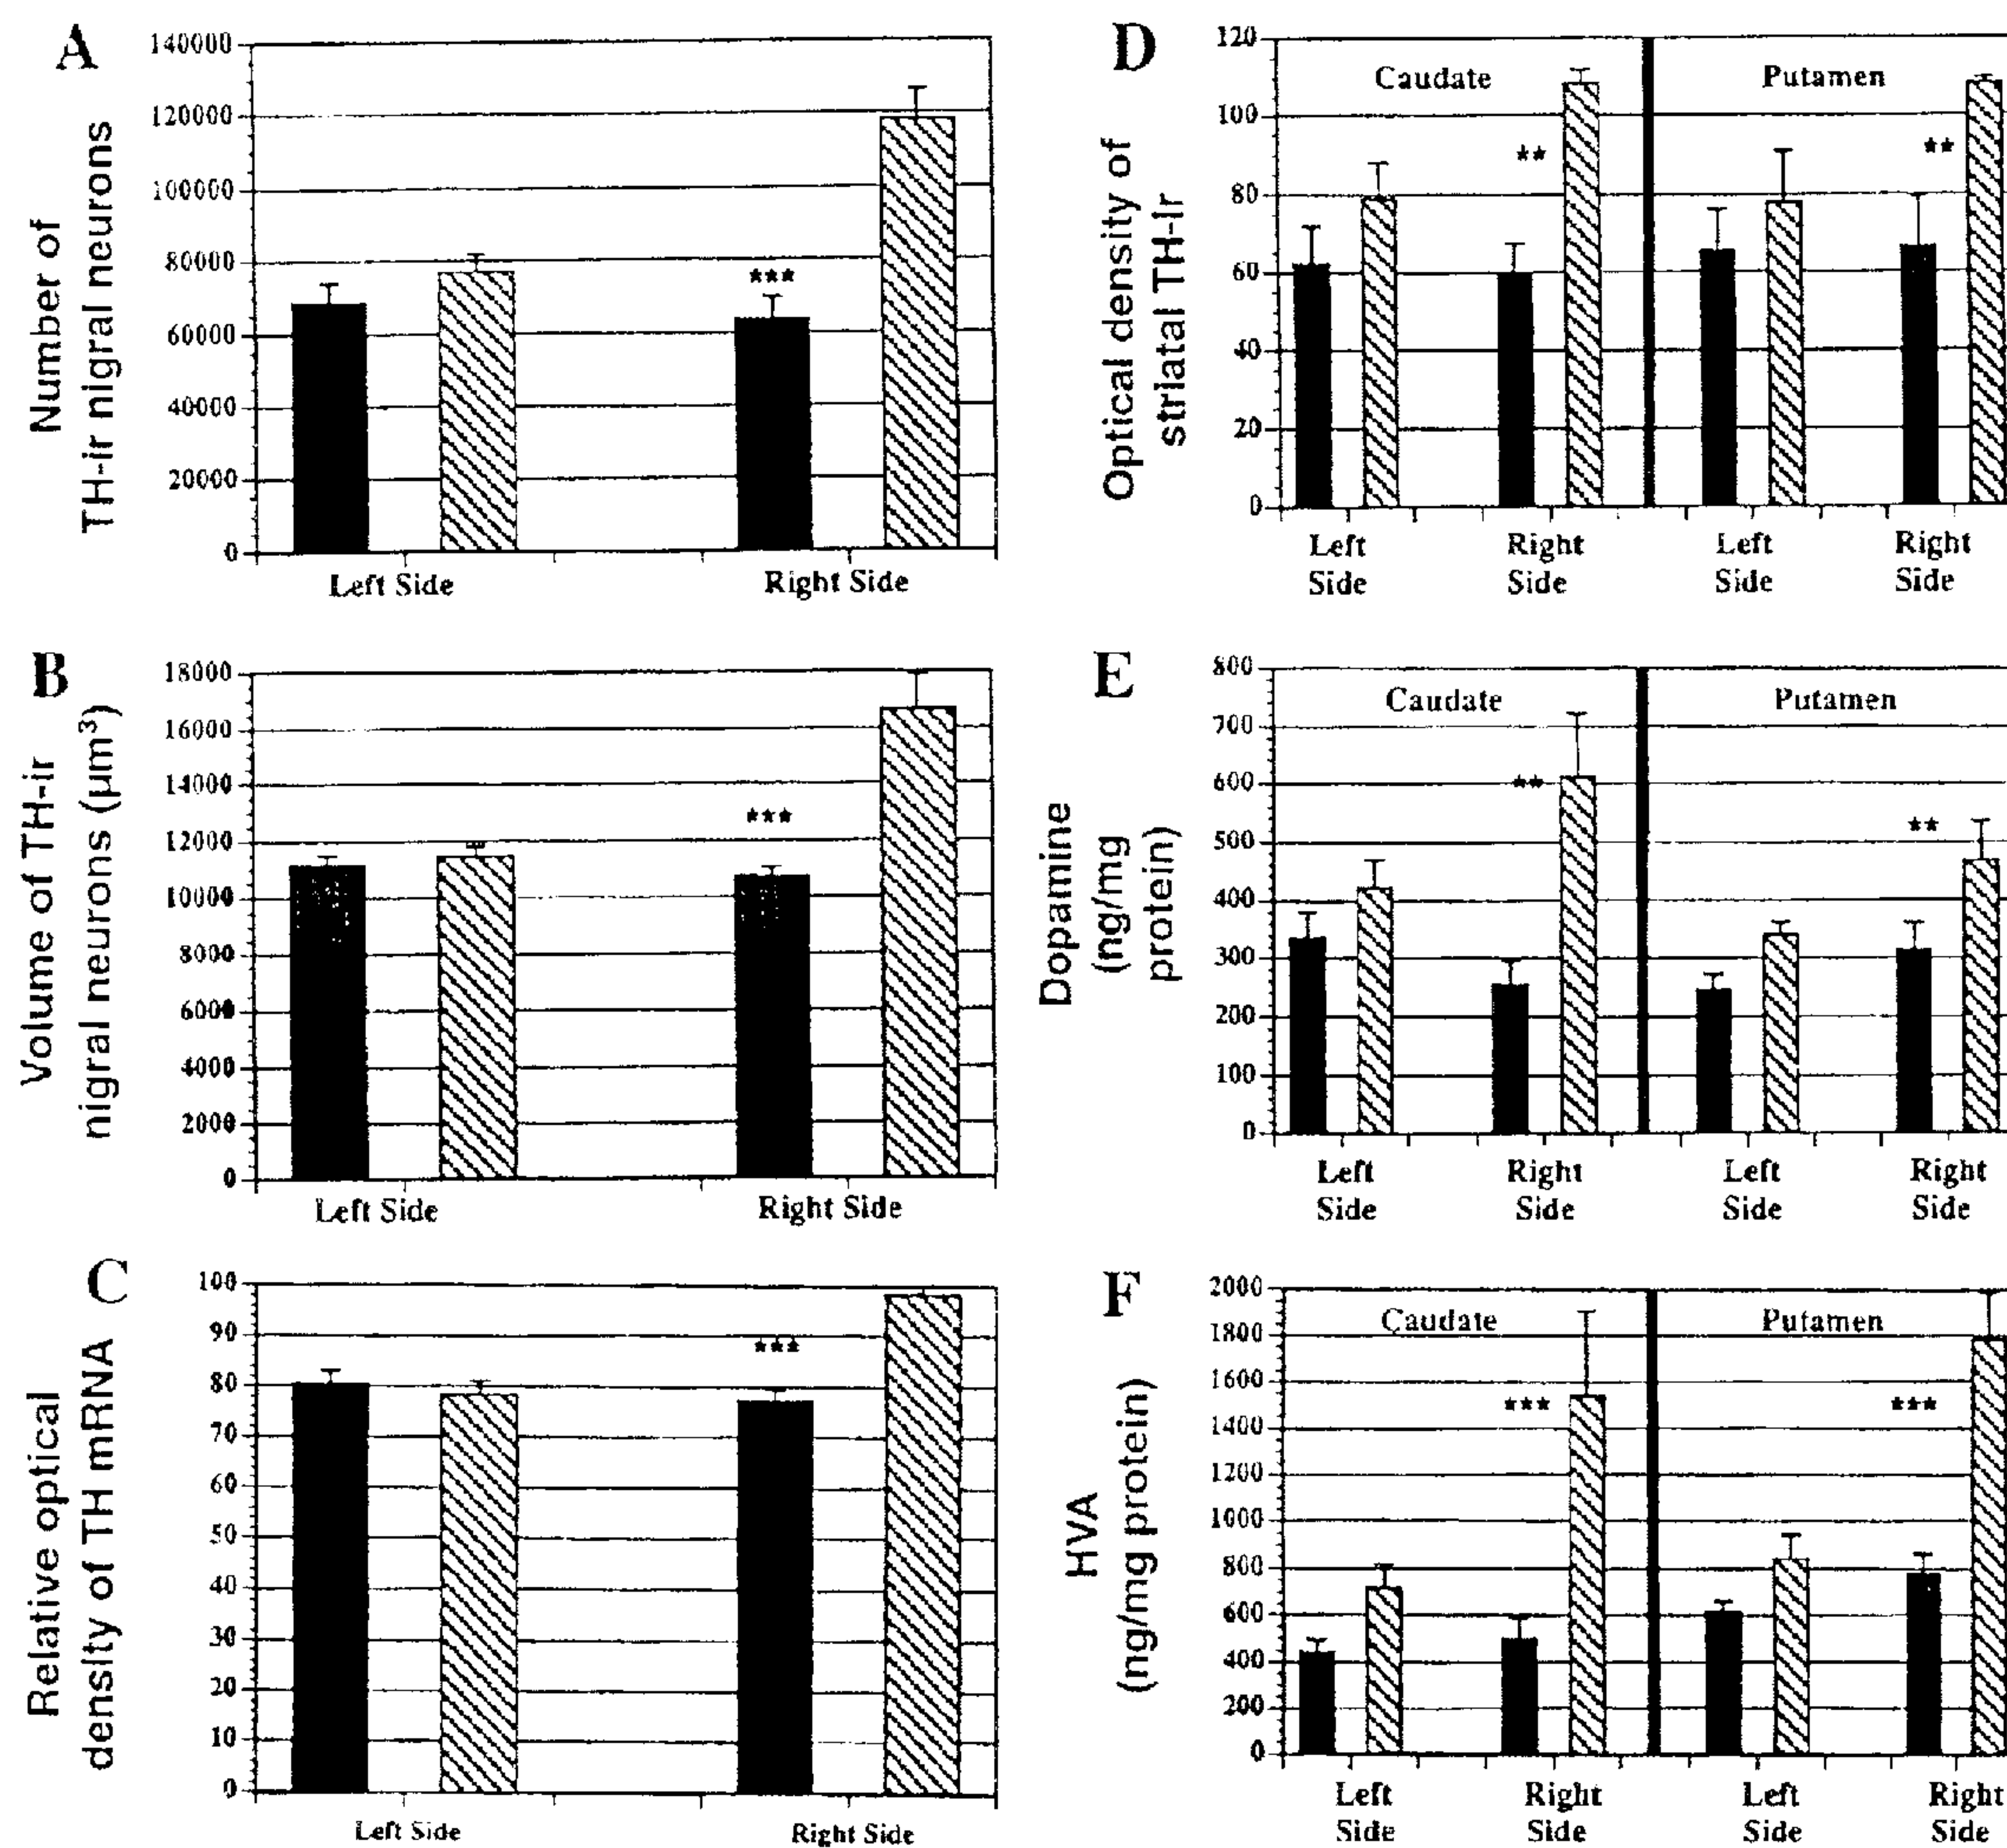 A
Number of
TH-ir nigral neurons
140000
120000
100000
80000
60000
40000
20000
0
***
Left Side
Right Side
B
Volume of TH-ir
nigral neurons (µm³)
18000
16000
14000
12000
10000
8000
6000
4000
2000
0
***
Left Side
Right Side
C
Relative optical
density of TH mRNA
100
90
80
70
60
50
40
30
20
10
0
***
Left Side
Right Side
D
Optical density of
striatal TH-ir
120
100
80
60
40
20
0
Caudate
Putamen
**
**
Left
Side
Right
Side
Left
Side
Right
Side
E
Dopamine
(ng/mg
protein)
800
700
600
500
400
300
200
100
0
Caudate
Putamen
**
**
Left
Side
Right
Side
Left
Side
Right
Side
F
HVA
(ng/mg protein)
2000
1800
1600
1400
1200
1000
800
600
400
200
0
Caudate
Putamen
***
***
Left
Side
Right
Side
Left
Side
Right
Side